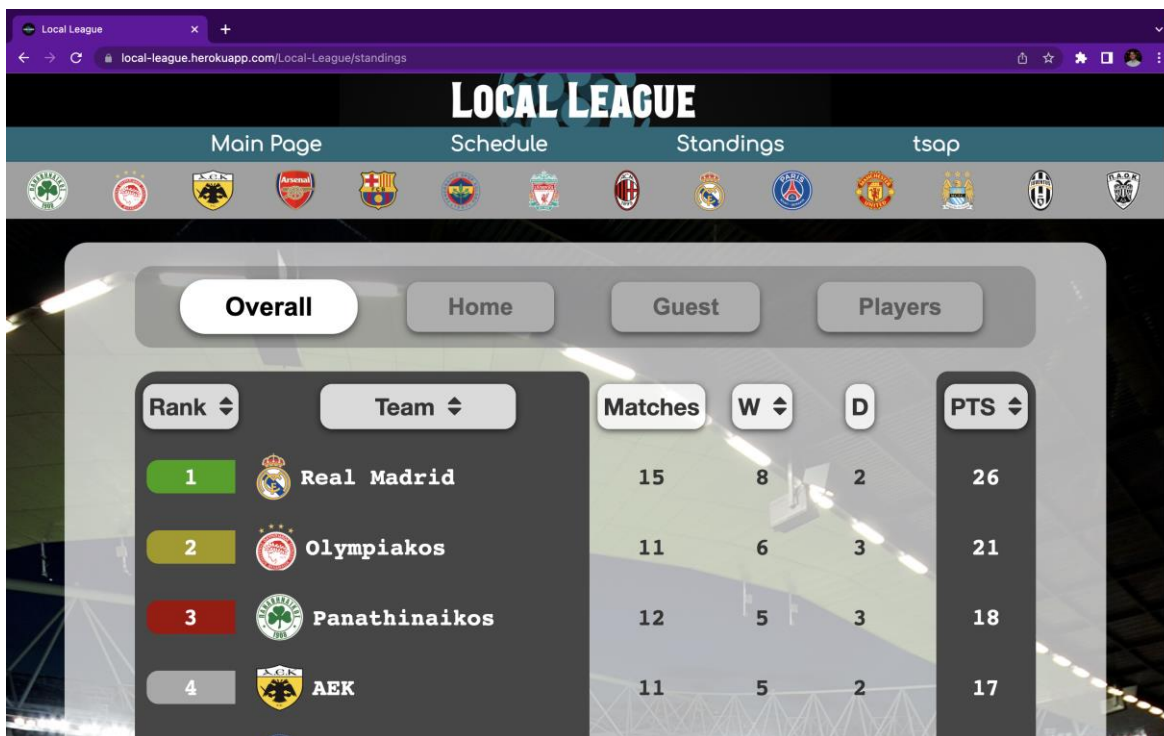 Local League
local-league.herokuapp.com/Local-League/standings
LOCAL LEAGUE
Main Page Schedule Standings tsap
Arsenal PARIS Π.Α.Ο.Κ
Overall Home Guest Players
Rank Team Matches W D PTS
1 Real Madrid 15 8 2 26
2 Olympiakos 11 6 3 21
3 Panathinaikos 12 5 3 18
4 AEK 11 5 2 17